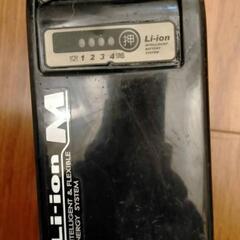 押
Li-ion
INTELLIGENT
BATTERY
SYSTEM
1 2 3 4
Li-ion M
INTELLIGENT & FLEXIBLE
ENERGY SYSTEM